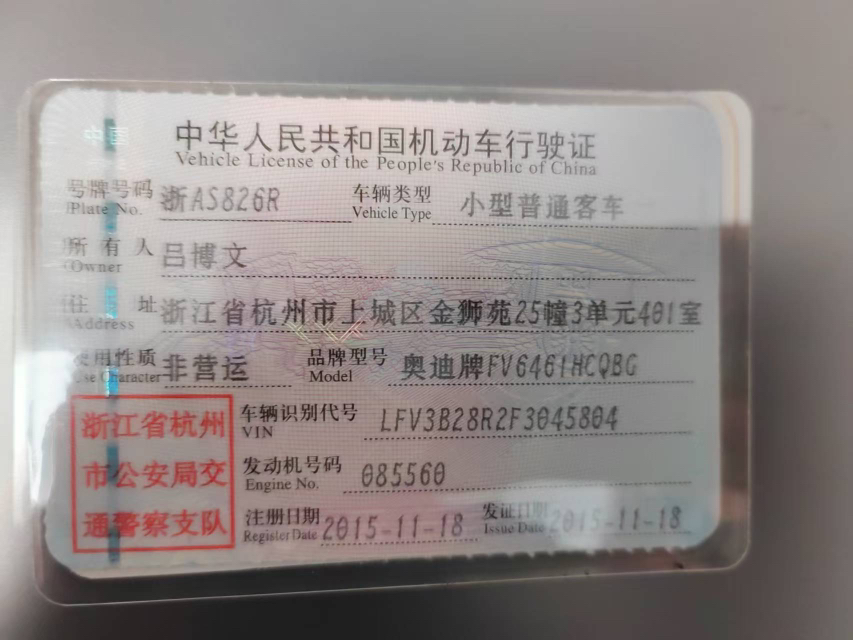 中国
中华人民共和国机动车行驶证
Vehicle License of the People's Republic of China
号牌号码 浙AS826R 车辆类型 小型普通客车
Plate No. Vehicle Type
所有人 吕博文
Owner
住址 浙江省杭州市上城区金狮苑25幢3单元401室
Address
使用性质 非营运 品牌型号 奥迪牌FV6461HCQBG
Use Character Model
浙江省杭州
市公安局交
通警察支队
车辆识别代号 LFV3B28R2F3045804
VIN
发动机号码 085560
Engine No.
注册日期 2015-11-18 发证日期 2015-11-18
Register Date Issue Date